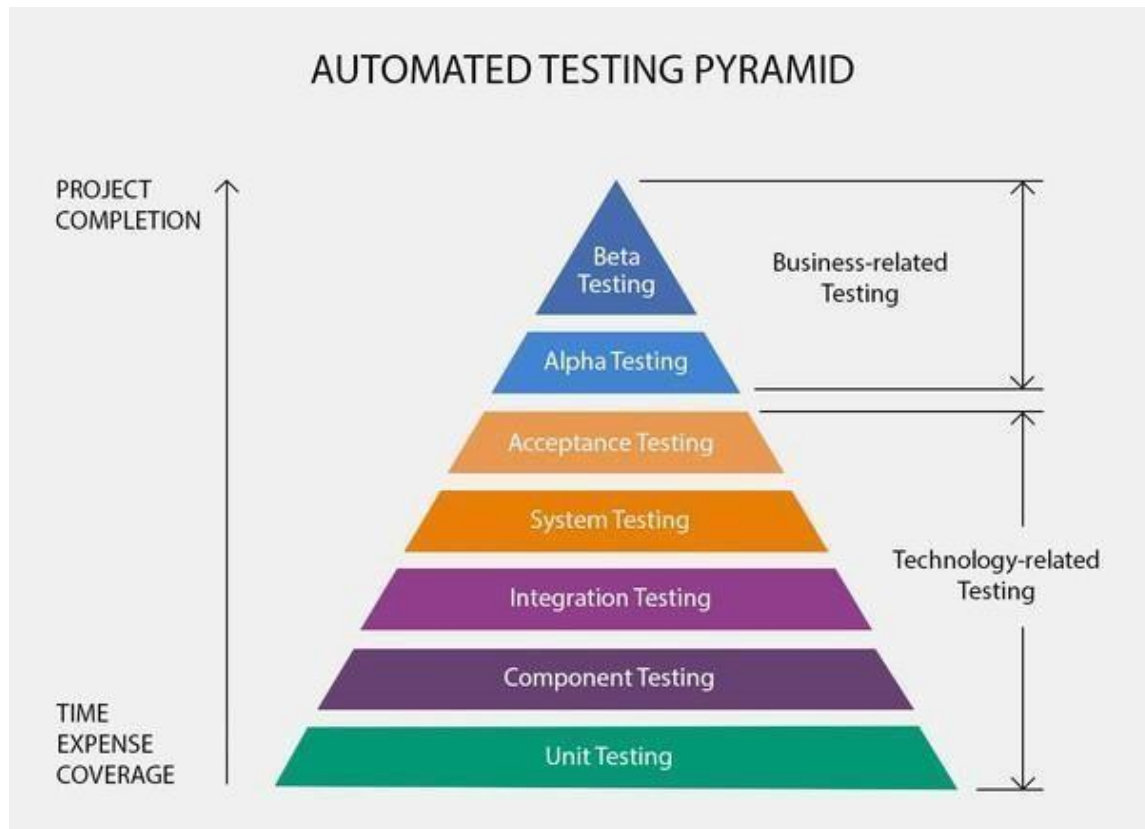 AUTOMATED TESTING PYRAMID
PROJECT
COMPLETION
Beta
Testing
Business-related
Testing
Alpha Testing
Acceptance Testing
System Testing
Technology-related
Testing
Integration Testing
Component Testing
TIME
EXPENSE
COVERAGE
Unit Testing